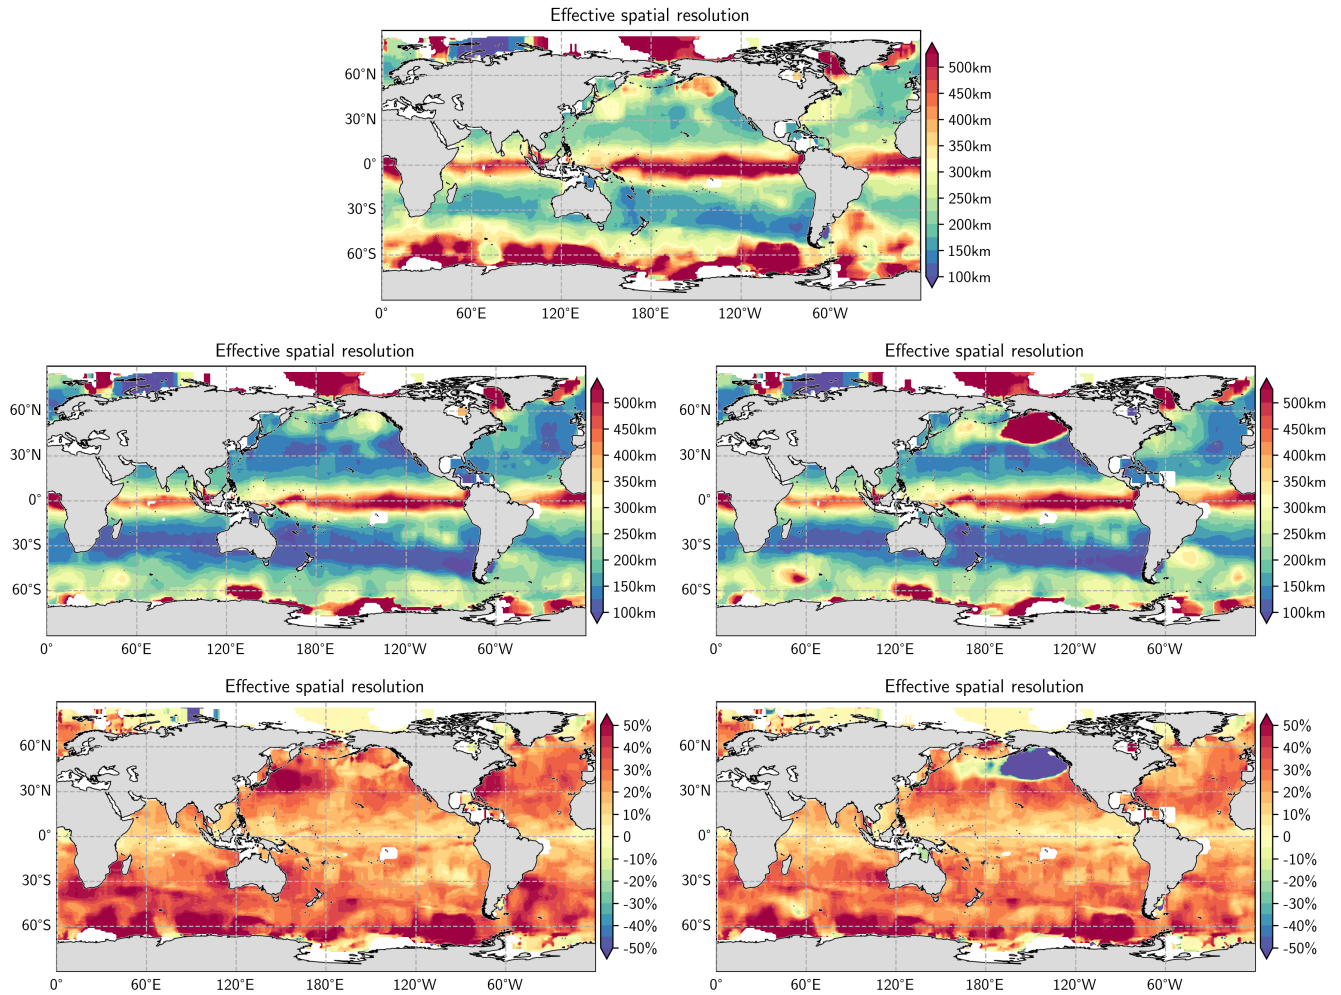 Effective spatial resolution
60°N
30°N
0°
30°S
60°S
0° 60°E 120°E 180°E 120°W 60°W
500km
450km
400km
350km
300km
250km
200km
150km
100km
Effective spatial resolution
60°N
30°N
0°
30°S
60°S
0° 60°E 120°E 180°E 120°W 60°W
500km
450km
400km
350km
300km
250km
200km
150km
100km
Effective spatial resolution
60°N
30°N
0°
30°S
60°S
0° 60°E 120°E 180°E 120°W 60°W
500km
450km
400km
350km
300km
250km
200km
150km
100km
Effective spatial resolution
60°N
30°N
0°
30°S
60°S
0° 60°E 120°E 180°E 120°W 60°W
50%
40%
30%
20%
10%
0
-10%
-20%
-30%
-40%
-50%
Effective spatial resolution
60°N
30°N
0°
30°S
60°S
0° 60°E 120°E 180°E 120°W 60°W
50%
40%
30%
20%
10%
0
-10%
-20%
-30%
-40%
-50%